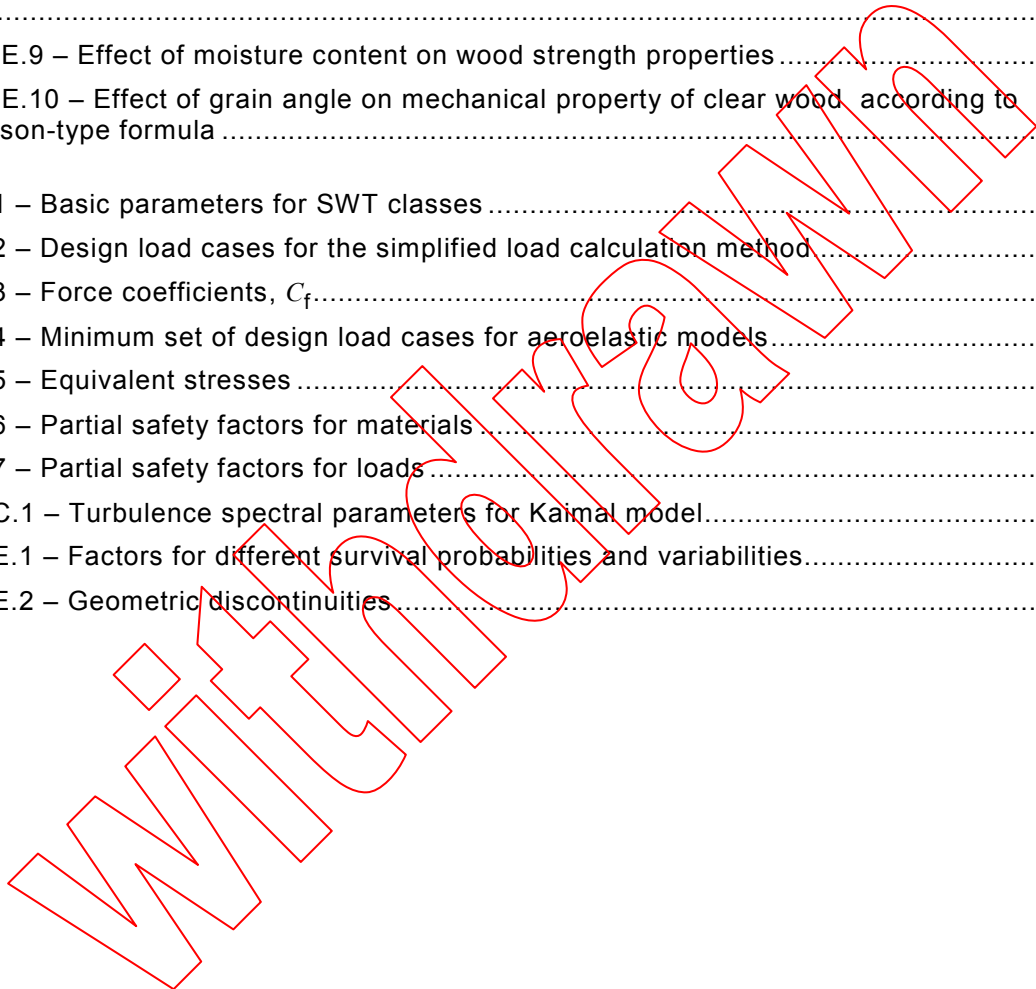 ....................................................................................................
E.9 – Effect of moisture content on wood strength properties ..............................
E.10 – Effect of grain angle on mechanical property of clear wood according to
son-type formula ....................................................................................................
1 – Basic parameters for SWT classes ..................................................................
2 – Design load cases for the simplified load calculation method ...........................
3 – Force coefficients, Cf........................................................................................
4 – Minimum set of design load cases for aeroelastic models ................................
5 – Equivalent stresses ..........................................................................................
6 – Partial safety factors for materials ....................................................................
7 – Partial safety factors for loads ..........................................................................
C.1 – Turbulence spectral parameters for Kaimal model ........................................
E.1 – Factors for different survival probabilities and variabilities ............................
E.2 – Geometric discontinuities ..............................................................................
withdrawn